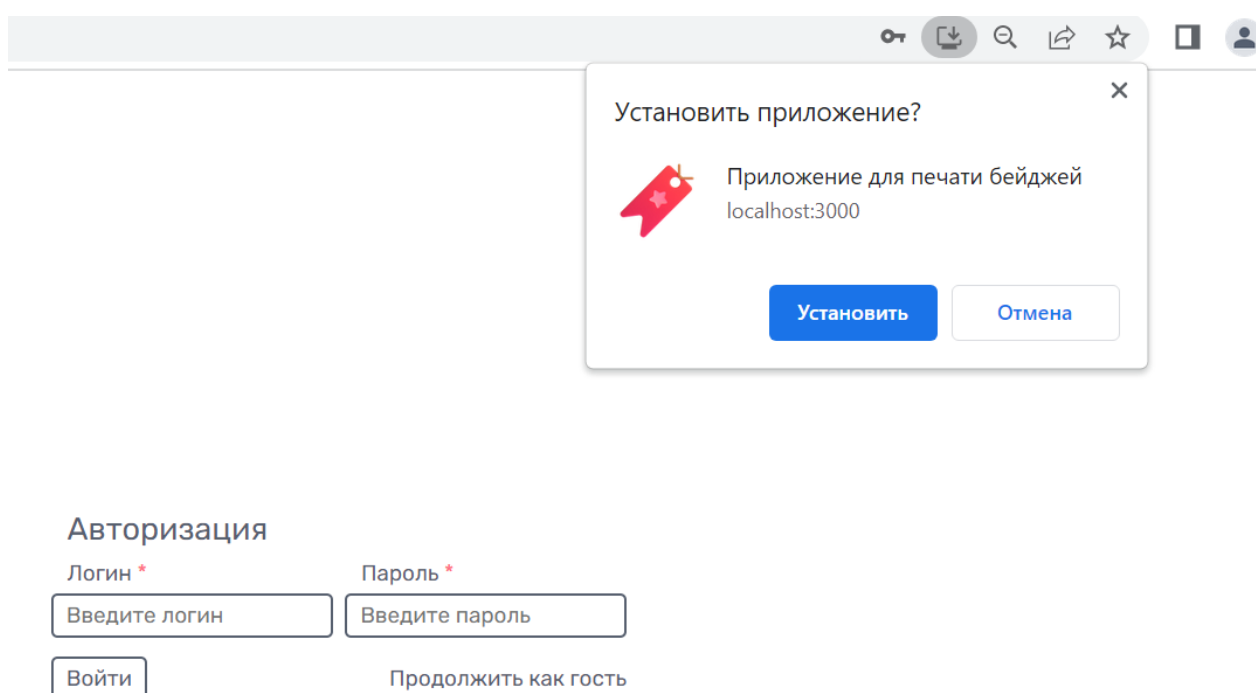 Установить приложение?
Приложение для печати бейджей
localhost:3000
Установить Отмена
Авторизация
Логин * Пароль *
Введите логин Введите пароль
Войти Продолжить как гость